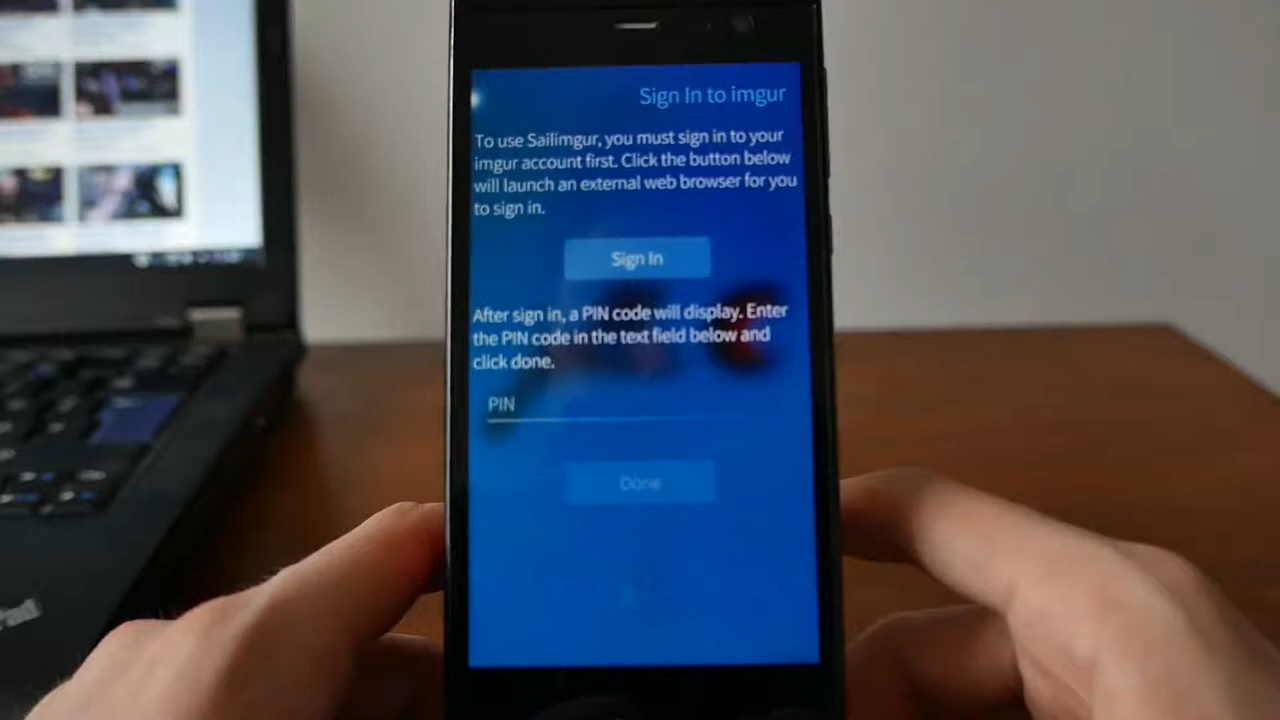 Sign In to imgur
To use Sailimgur, you must sign in to your
imgur account first. Click the button below
will launch an external web browser for you
to sign in.
Sign In
After sign in, a PIN code will display. Enter
the PIN code in the text field below and
click done.
PIN
Done